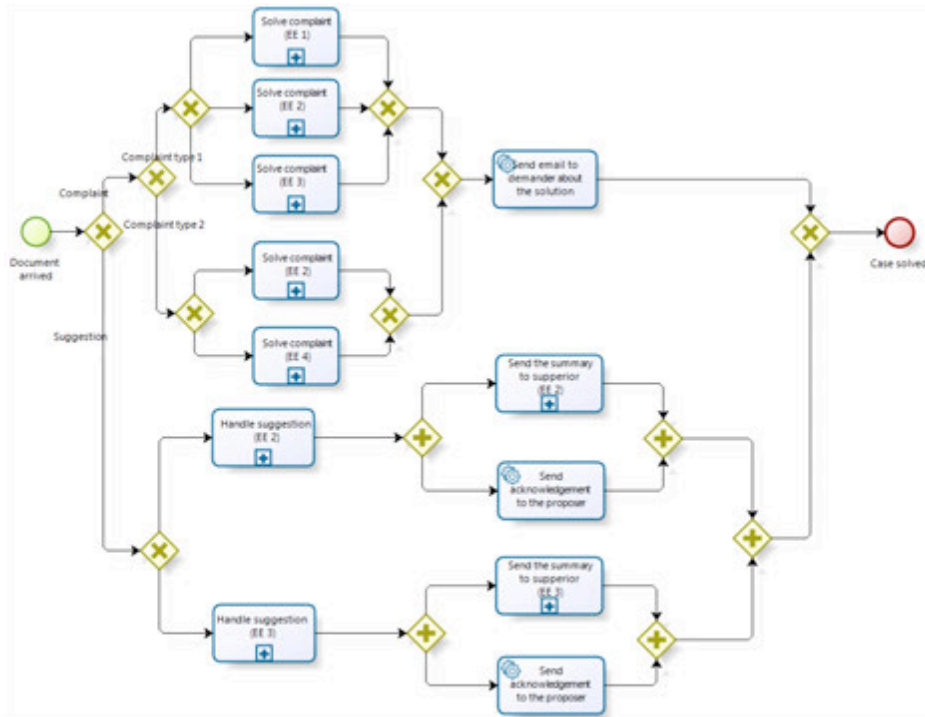 Solve complaint
(EE 1)
Solve complaint
(EE 2)
Complaint type 1
Solve complaint
(EE 3)
Send email to
demander about
the solution
Complaint
Complaint type 2
Document
arrived
Case solved
Solve complaint
(EE 2)
Suggestion
Solve complaint
(EE 4)
Send the summary
to supperior
(EE 2)
Handle suggestion
(EE 2)
Send
acknowledgement
to the proposer
Send the summary
to supperior
(EE 3)
Handle suggestion
(EE 3)
Send
acknowledgement
to the proposer